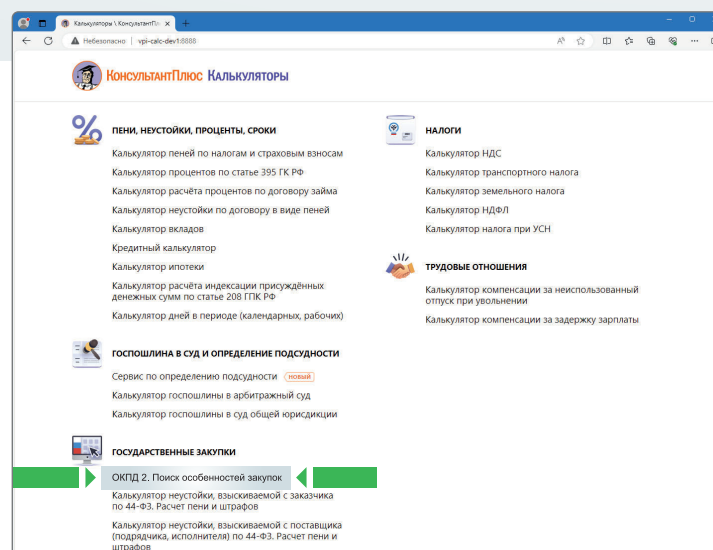 Калькуляторы \ КонсультантПл
Небезопасно vpi-calc-dev1:8888
КонсультантПлюс Калькуляторы
ПЕНИ, НЕУСТОЙКИ, ПРОЦЕНТЫ, СРОКИ
Калькулятор пеней по налогам и страховым взносам
Калькулятор процентов по статье 395 ГК РФ
Калькулятор расчёта процентов по договору займа
Калькулятор неустойки по договору в виде пеней
Калькулятор вкладов
Кредитный калькулятор
Калькулятор ипотеки
Калькулятор расчёта индексации присуждённых
денежных сумм по статье 208 ГПК РФ
Калькулятор дней в периоде (календарных, рабочих)
ГОСПОШЛИНА В СУД И ОПРЕДЕЛЕНИЕ ПОДСУДНОСТИ
Сервис по определению подсудности новый
Калькулятор госпошлины в арбитражный суд
Калькулятор госпошлины в суд общей юрисдикции
ГОСУДАРСТВЕННЫЕ ЗАКУПКИ
ОКПД 2. Поиск особенностей закупок
Калькулятор неустойки, взыскиваемой с заказчика
по 44-ФЗ. Расчет пени и штрафов
Калькулятор неустойки, взыскиваемой с поставщика
(подрядчика, исполнителя) по 44-ФЗ. Расчет пени и
штрафов
НАЛОГИ
Калькулятор НДС
Калькулятор транспортного налога
Калькулятор земельного налога
Калькулятор НДФЛ
Калькулятор налога при УСН
ТРУДОВЫЕ ОТНОШЕНИЯ
Калькулятор компенсации за неиспользованный
отпуск при увольнении
Калькулятор компенсации за задержку зарплаты